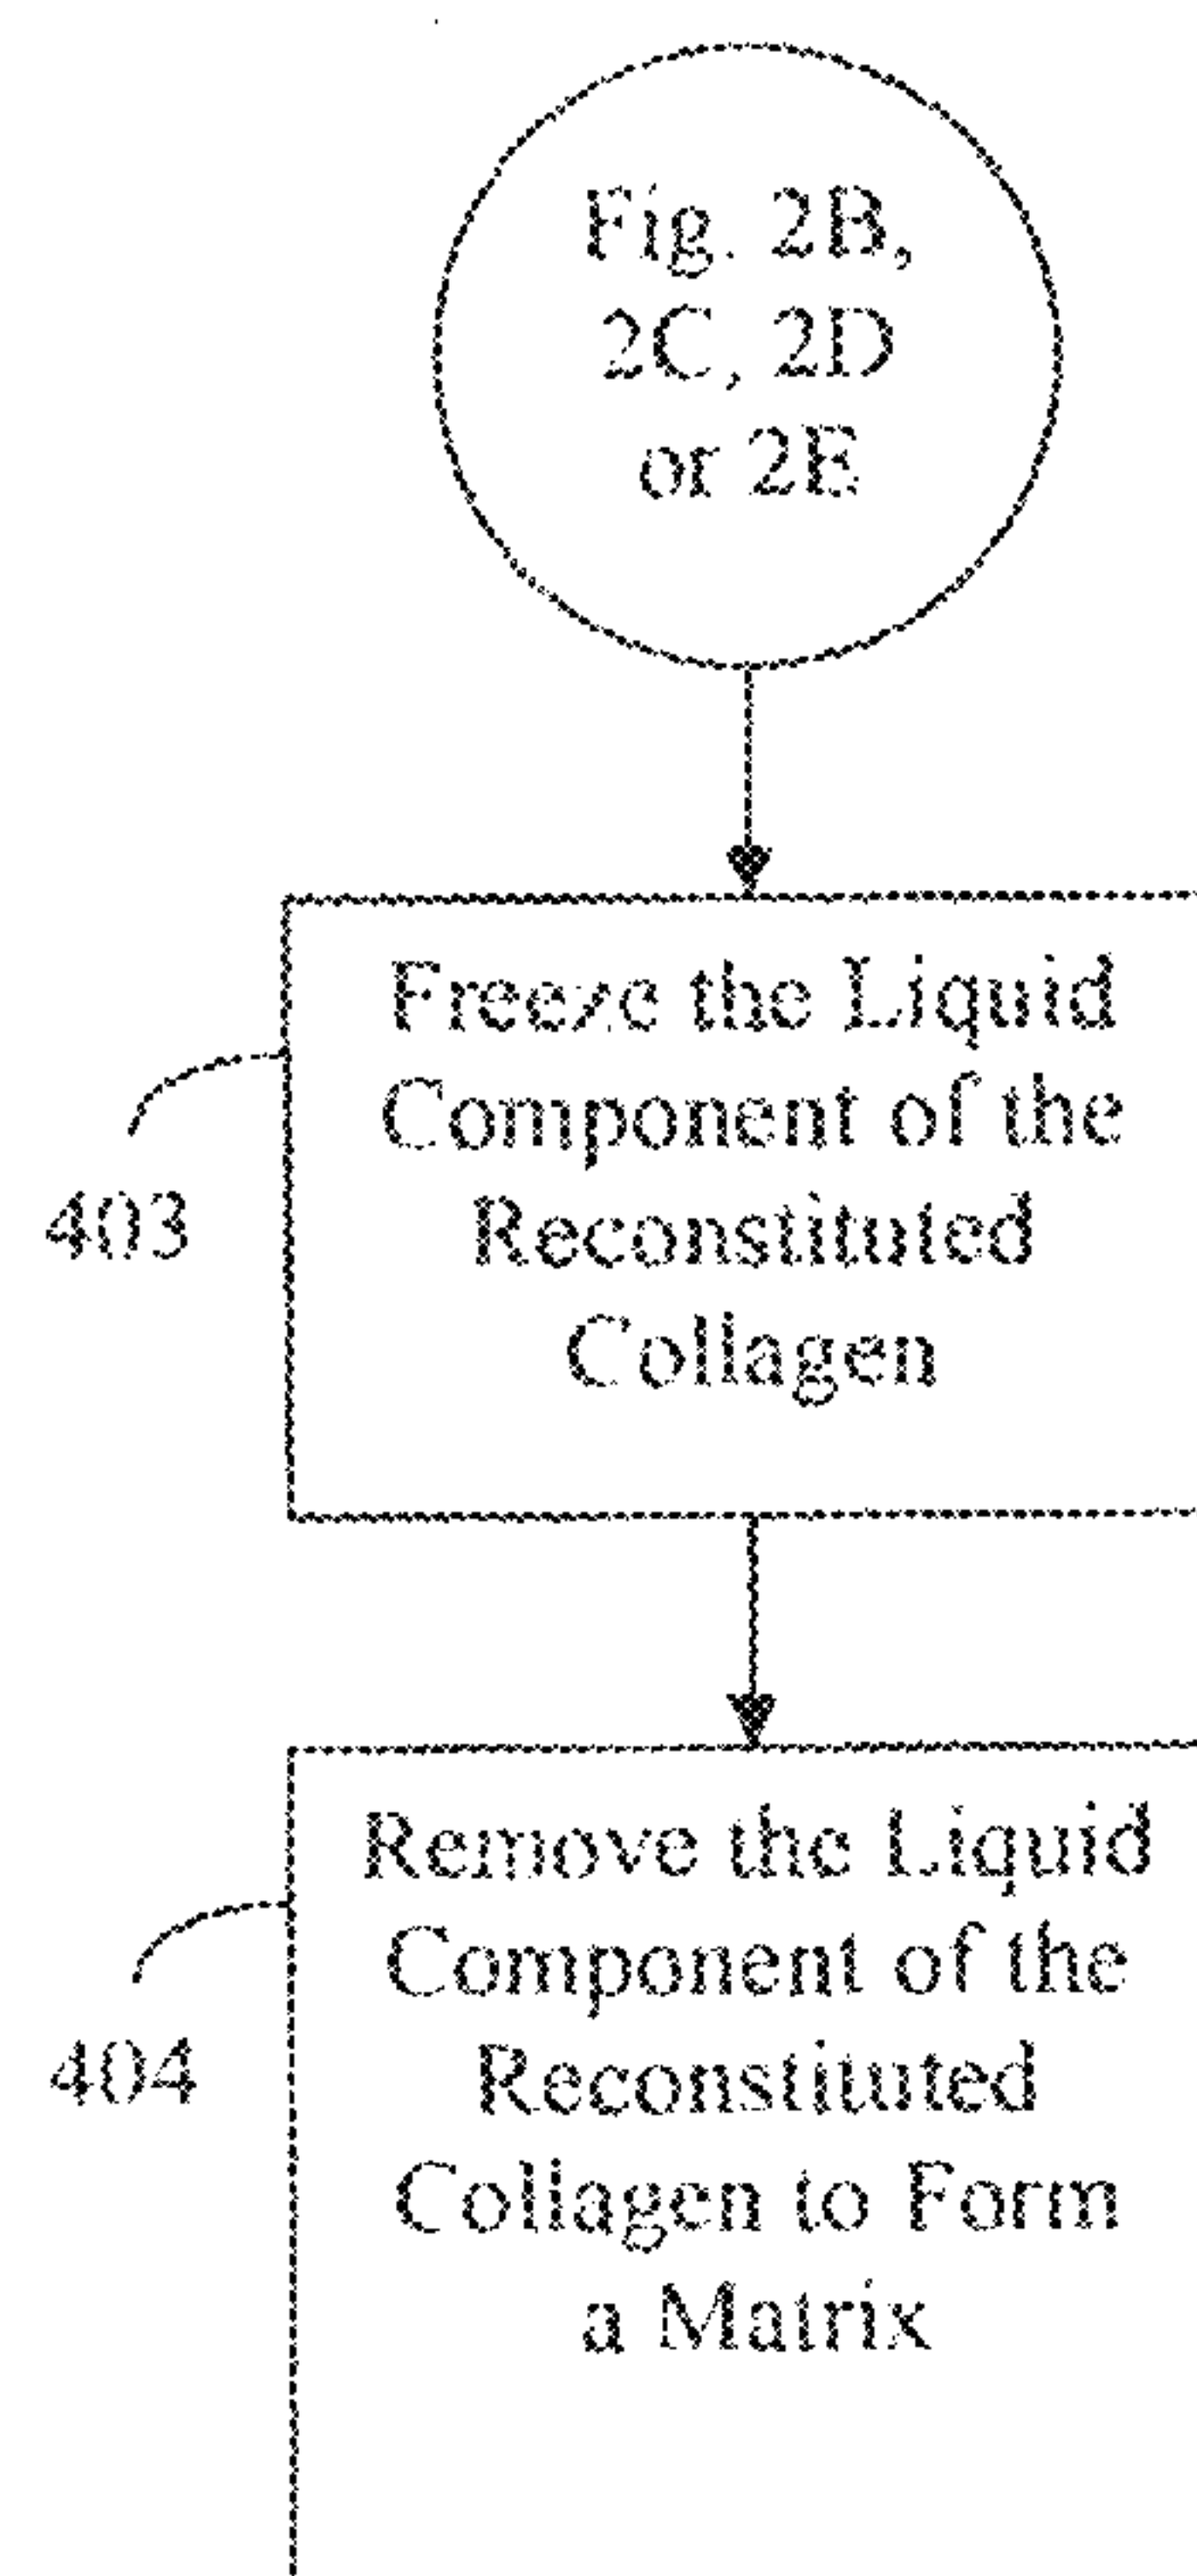 Fig. 2B,
2C, 2D
or 2E
Freeze the Liquid
Component of the
Reconstituted
Collagen
403
Remove the Liquid
Component of the
Reconstituted
Collagen to Form
a Matrix
404